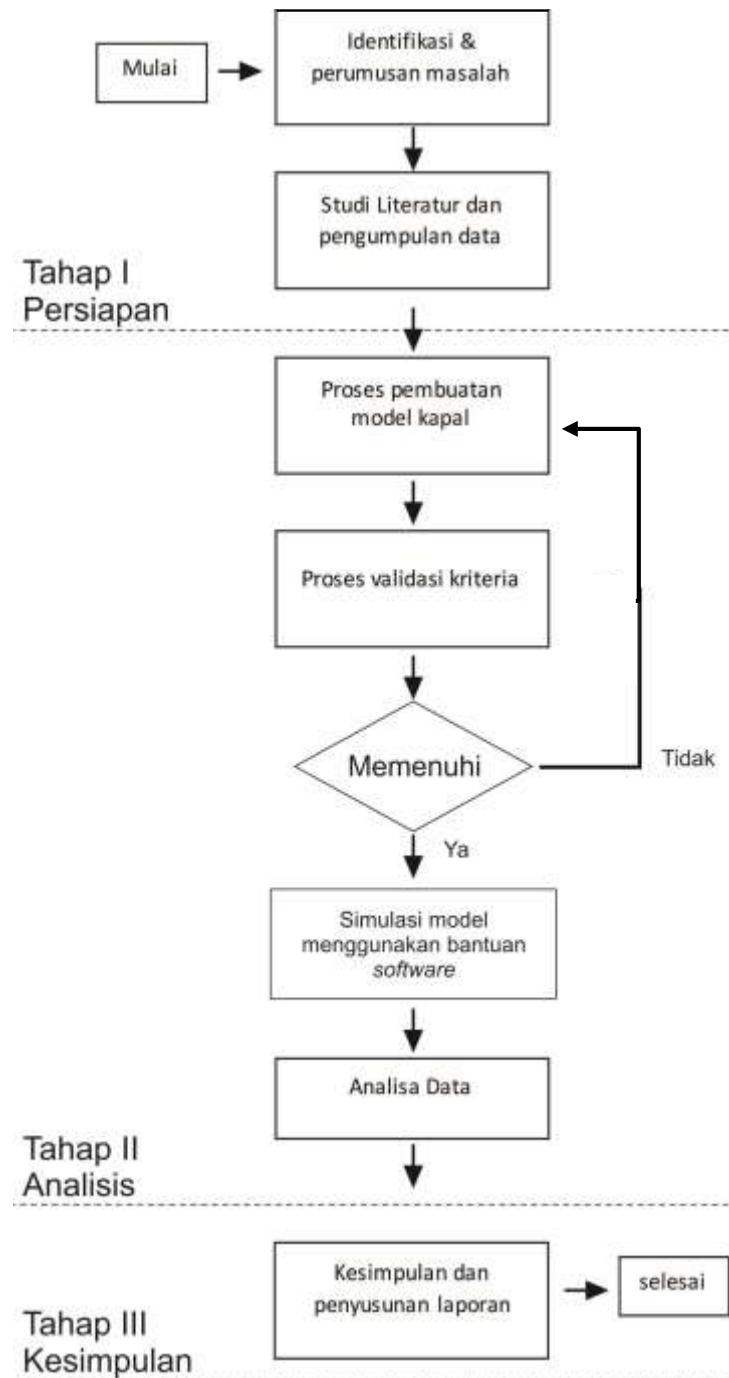 Mulai
Identifikasi &
perumusan masalah
Studi Literatur dan
pengumpulan data
Tahap I
Persiapan
Proses pembuatan
model kapal
Proses validasi kriteria
Memenuhi
Tidak
Ya
Simulasi model
menggunakan bantuan
software
Analisa Data
Tahap II
Analisis
Kesimpulan dan
penyusunan laporan
selesai
Tahap III
Kesimpulan